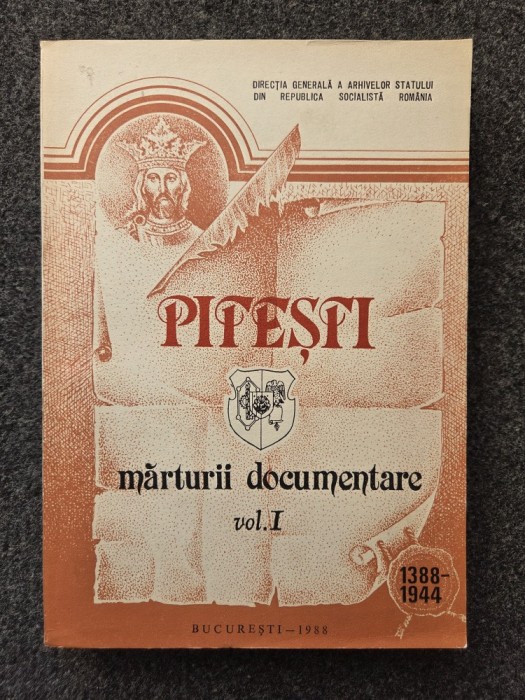 DIRECȚIA GENERALĂ A ARHIVELOR STATULUI
DIN REPUBLICA SOCIALISTĂ ROMÂNIA
PITEȘTI
mărturii documentare
vol. I
1388-
1944
BUCUREȘTI — 1988